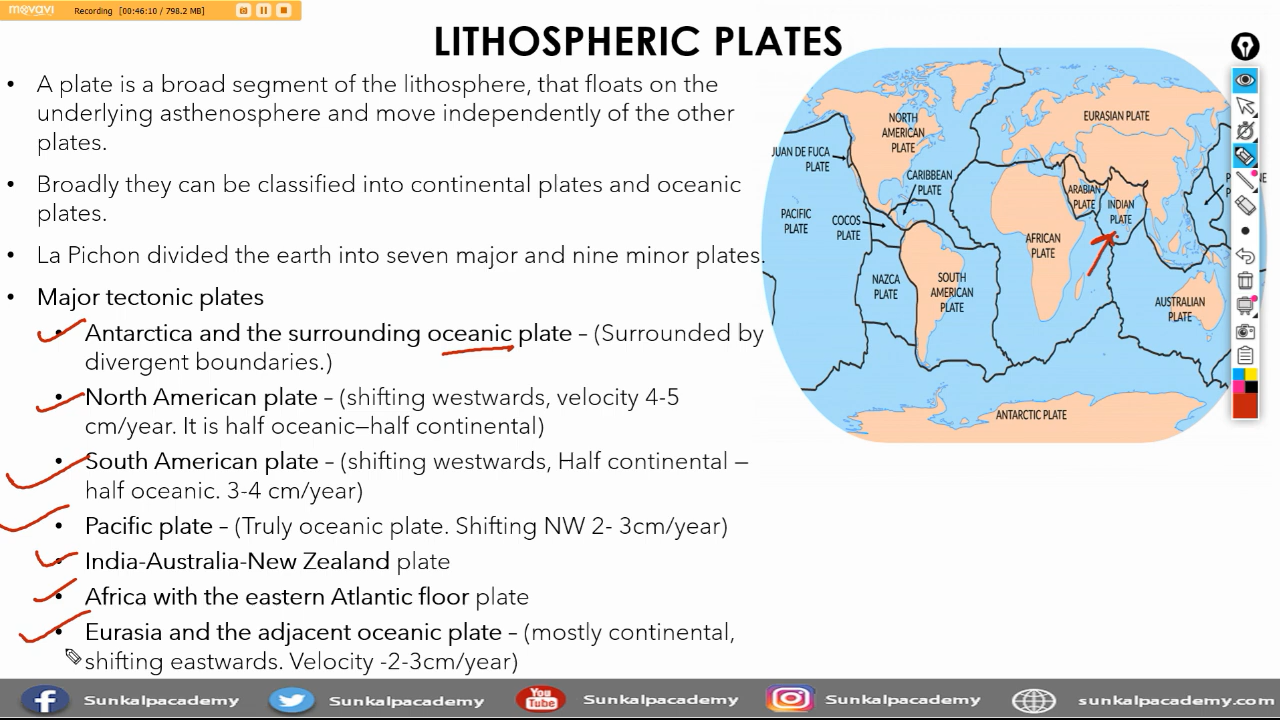 movavi
Recording [00:46:10 / 798.2 MB]
LITHOSPHERIC PLATES
• A plate is a broad segment of the lithosphere, that floats on the
underlying asthenosphere and move independently of the other
plates.
• Broadly they can be classified into continental plates and oceanic
plates.
• La Pichon divided the earth into seven major and nine minor plates.
• Major tectonic plates
• Antarctica and the surrounding oceanic plate – (Surrounded by
divergent boundaries.)
• North American plate – (shifting westwards, velocity 4-5
cm/year. It is half oceanic—half continental)
• South American plate – (shifting westwards, Half continental —
half oceanic. 3-4 cm/year)
• Pacific plate – (Truly oceanic plate. Shifting NW 2- 3cm/year)
• India-Australia-New Zealand plate
• Africa with the eastern Atlantic floor plate
• Eurasia and the adjacent oceanic plate – (mostly continental,
shifting eastwards. Velocity -2-3cm/year)
NORTH
AMERICAN
PLATE
EURASIAN PLATE
JUAN DE FUCA
PLATE
CARIBBEAN
PLATE
ARABIAN
PLATE
INDIAN
PLATE
PACIFIC
PLATE
COCOS
PLATE
AFRICAN
PLATE
NAZCA
PLATE
SOUTH
AMERICAN
PLATE
AUSTRALIAN
PLATE
ANTARCTIC PLATE
Sunkalpacademy
Sunkalpacademy
You
Tube
Sunkalpacademy
Sunkalpacademy
sunkalpacademy.com